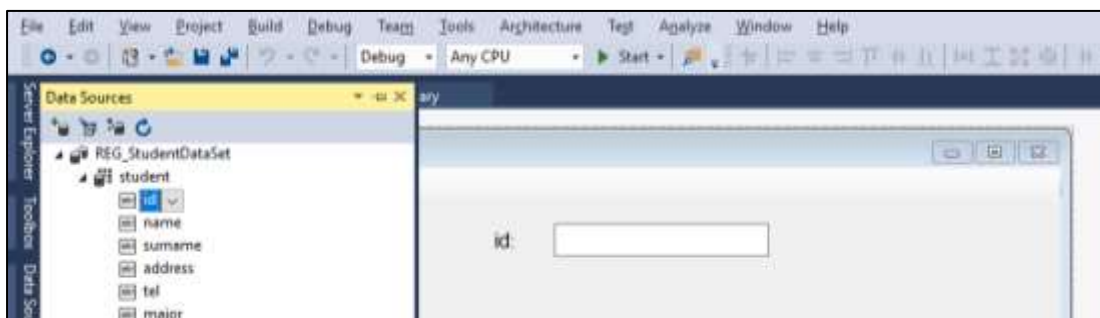 File Edit View Project Build Debug Team Tools Architecture Test Analyze Window Help
Debug Any CPU Start
Data Sources
ary
REG_StudentDataSet
student
id
name
surname
address
tel
major
id:
Server Explorer
Toolbox
Data So